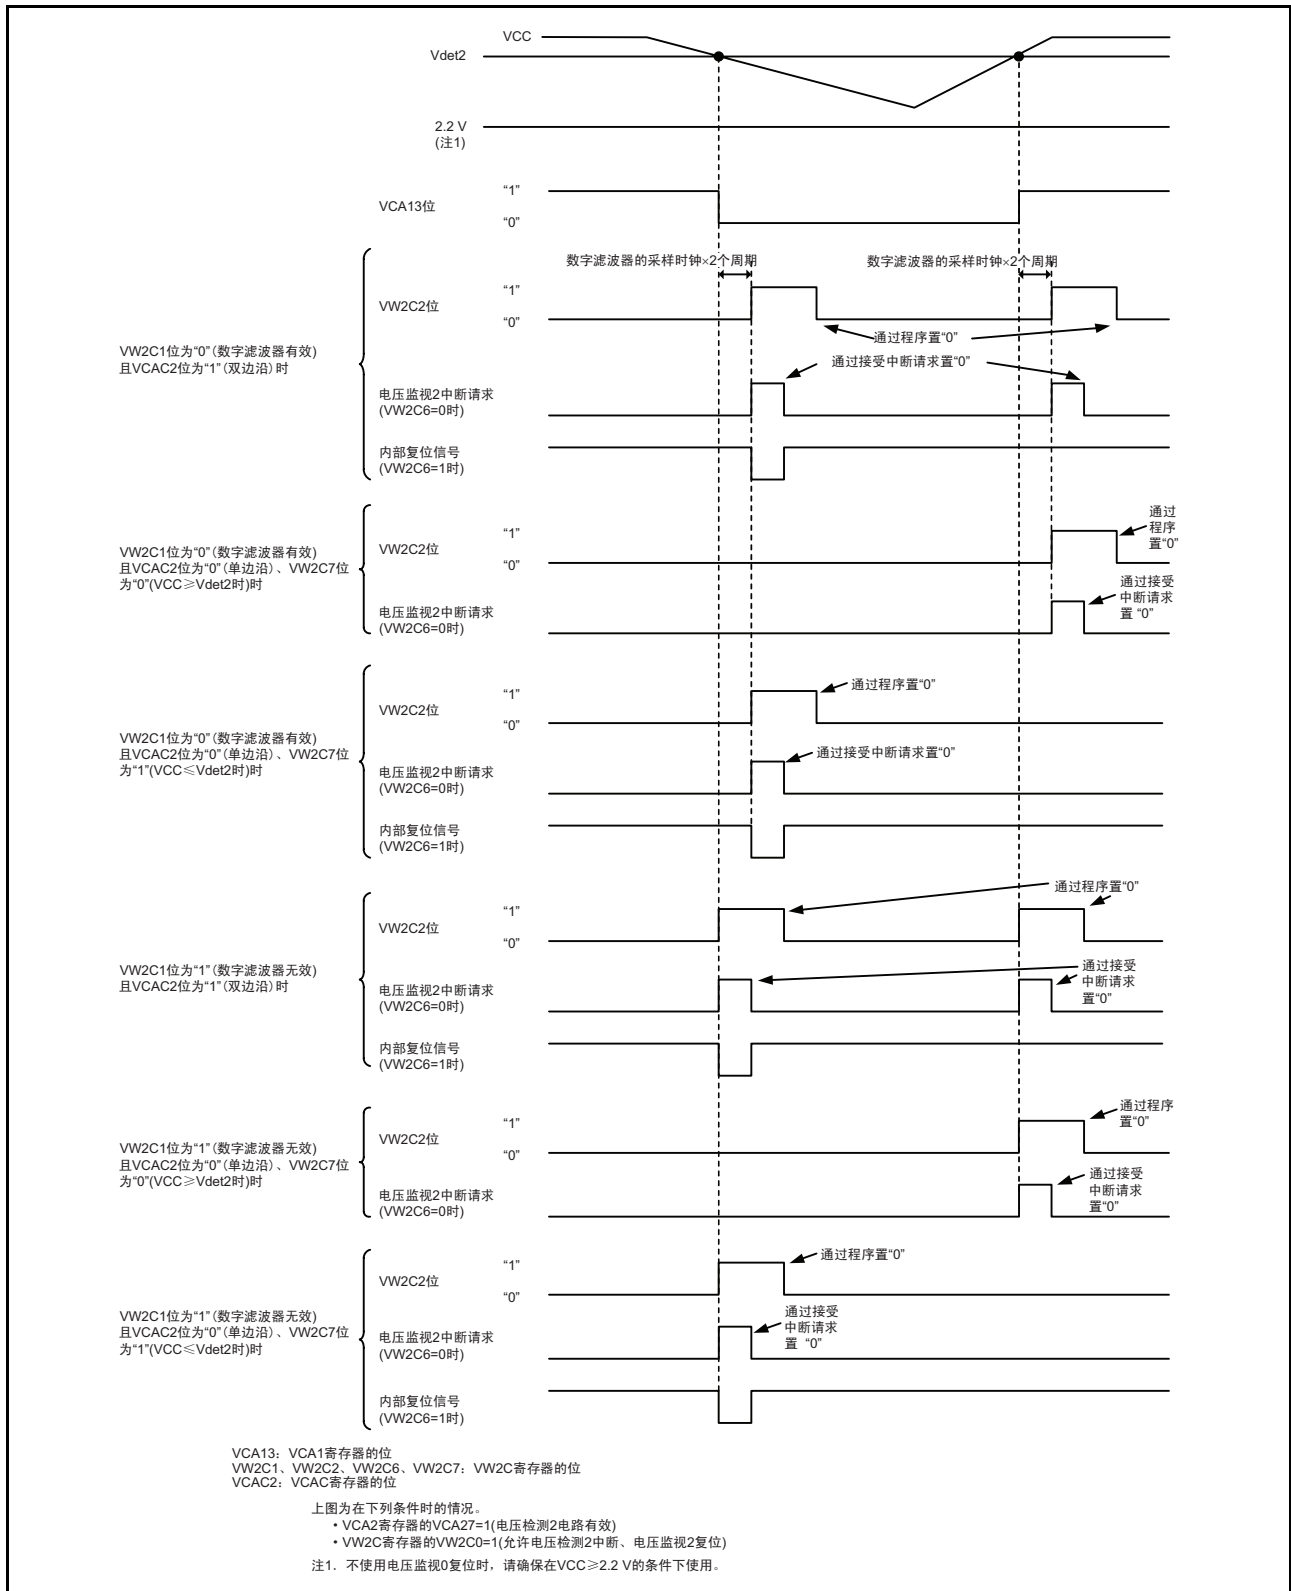 VCC
Vdet2
2.2 V
(注1)
VCA13位
“1”
“0”
数字滤波器的采样时钟×2个周期
数字滤波器的采样时钟×2个周期
VW2C1位为“0”(数字滤波器有效)
且VCAC2位为“1”(双边沿)时
VW2C2位
“1”
“0”
通过程序置“0”
通过接受中断请求置“0”
电压监视2中断请求
(VW2C6=0时)
内部复位信号
(VW2C6=1时)
VW2C1位为“0”(数字滤波器有效)
且VCAC2位为“0”(单边沿)、VW2C7位
为“0”(VCC≥Vdet2时)时
VW2C2位
“1”
“0”
通过
程序
置“0”
电压监视2中断请求
(VW2C6=0时)
通过接受
中断请求
置 “0”
VW2C1位为“0”(数字滤波器有效)
且VCAC2位为“0”(单边沿)、VW2C7位
为“1”(VCC≤Vdet2时)时
VW2C2位
“1”
“0”
通过程序置“0”
电压监视2中断请求
(VW2C6=0时)
通过接受中断请求置“0”
内部复位信号
(VW2C6=1时)
VW2C1位为“1”(数字滤波器无效)
且VCAC2位为“1”(双边沿)时
VW2C2位
“1”
“0”
通过程序置“0”
电压监视2中断请求
(VW2C6=0时)
通过接受
中断请求
置“0”
内部复位信号
(VW2C6=1时)
VW2C1位为“1”(数字滤波器无效)
且VCAC2位为“0”(单边沿)、VW2C7位
为“0”(VCC≥Vdet2时)时
VW2C2位
“1”
“0”
通过程序
置“0”
电压监视2中断请求
(VW2C6=0时)
通过接受
中断请求
置“0”
VW2C1位为“1”(数字滤波器无效)
且VCAC2位为“0”(单边沿)、VW2C7位
为“1”(VCC≤Vdet2时)时
VW2C2位
“1”
“0”
通过程序置“0”
电压监视2中断请求
(VW2C6=0时)
通过接受
中断请求
置 “0”
内部复位信号
(VW2C6=1时)
VCA13：VCA1寄存器的位
VW2C1、VW2C2、VW2C6、VW2C7：VW2C寄存器的位
VCAC2：VCAC寄存器的位
上图为在下列条件时的情况。
• VCA2寄存器的VCA27=1(电压检测2电路有效)
• VW2C寄存器的VW2C0=1(允许电压检测2中断、电压监视2复位)
注1. 不使用电压监视0复位时，请确保在VCC≥2.2 V的条件下使用。